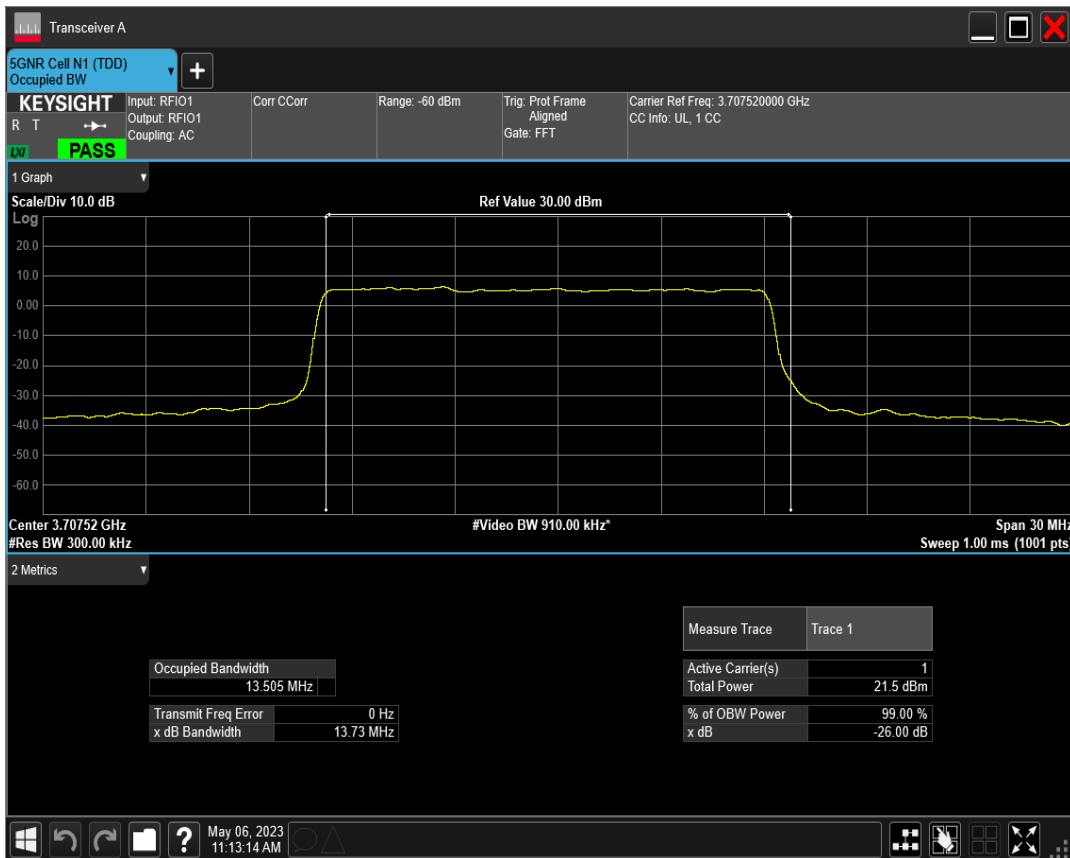 Transceiver A
5GNR Cell N1 (TDD)
Occupied BW
KEYSIGHT
R T
LXI
PASS
Input: RFIO1
Output: RFIO1
Coupling: AC
Corr CCorr
Range: -60 dBm
Trig: Prot Frame
Aligned
Gate: FFT
Carrier Ref Freq: 3.707520000 GHz
CC Info: UL, 1 CC
1 Graph
Scale/Div 10.0 dB
Ref Value 30.00 dBm
Log
20.0
10.0
0.00
-10.0
-20.0
-30.0
-40.0
-50.0
-60.0
Center 3.70752 GHz
#Video BW 910.00 kHz*
Span 30 MHz
#Res BW 300.00 kHz
Sweep 1.00 ms (1001 pts)
2 Metrics
Measure Trace Trace 1
Occupied Bandwidth
13.505 MHz
Active Carrier(s) 1
Total Power 21.5 dBm
Transmit Freq Error 0 Hz
x dB Bandwidth 13.73 MHz
% of OBW Power 99.00 %
x dB -26.00 dB
?
May 06, 2023
11:13:14 AM